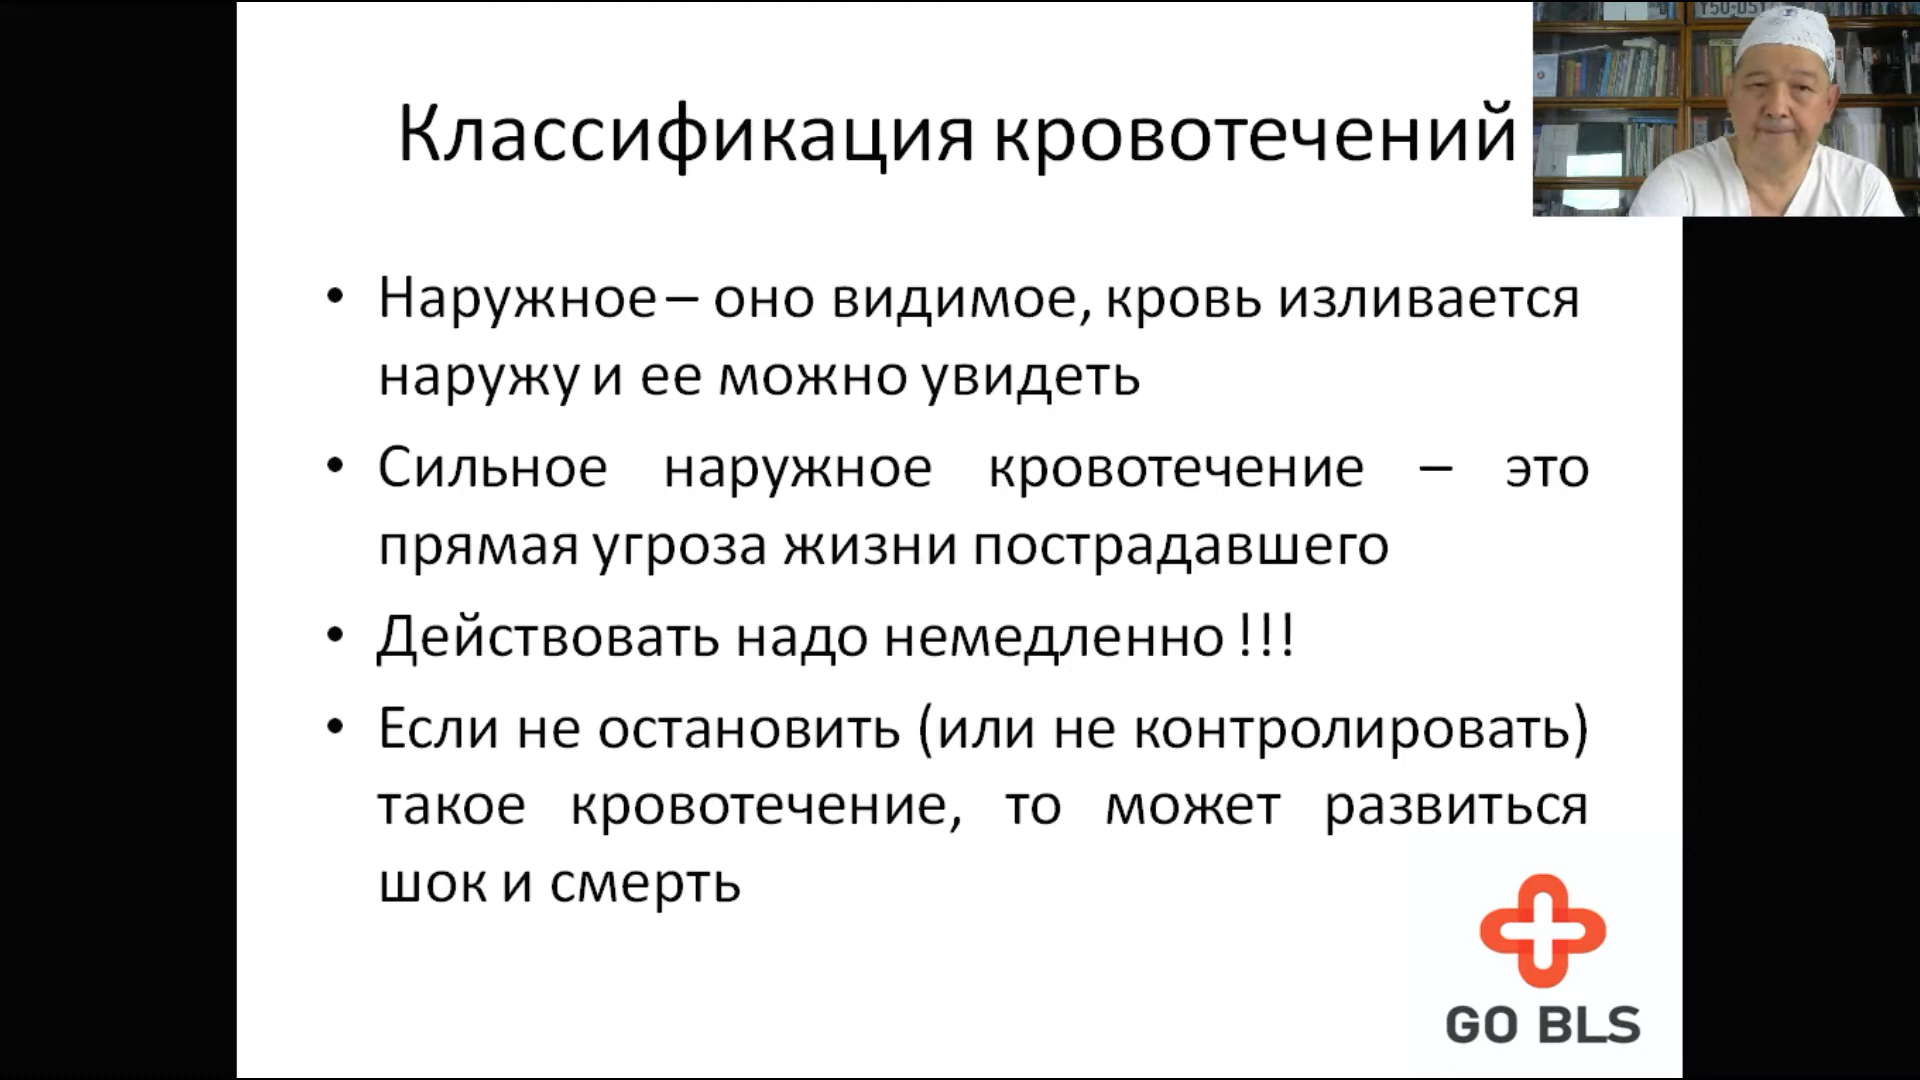 Классификация кровотечений
• Наружное – оно видимое, кровь изливается
наружу и ее можно увидеть
• Сильное наружное кровотечение – это
прямая угроза жизни пострадавшего
• Действовать надо немедленно !!!
• Если не остановить (или не контролировать)
такое кровотечение, то может развиться
шок и смерть
GO BLS